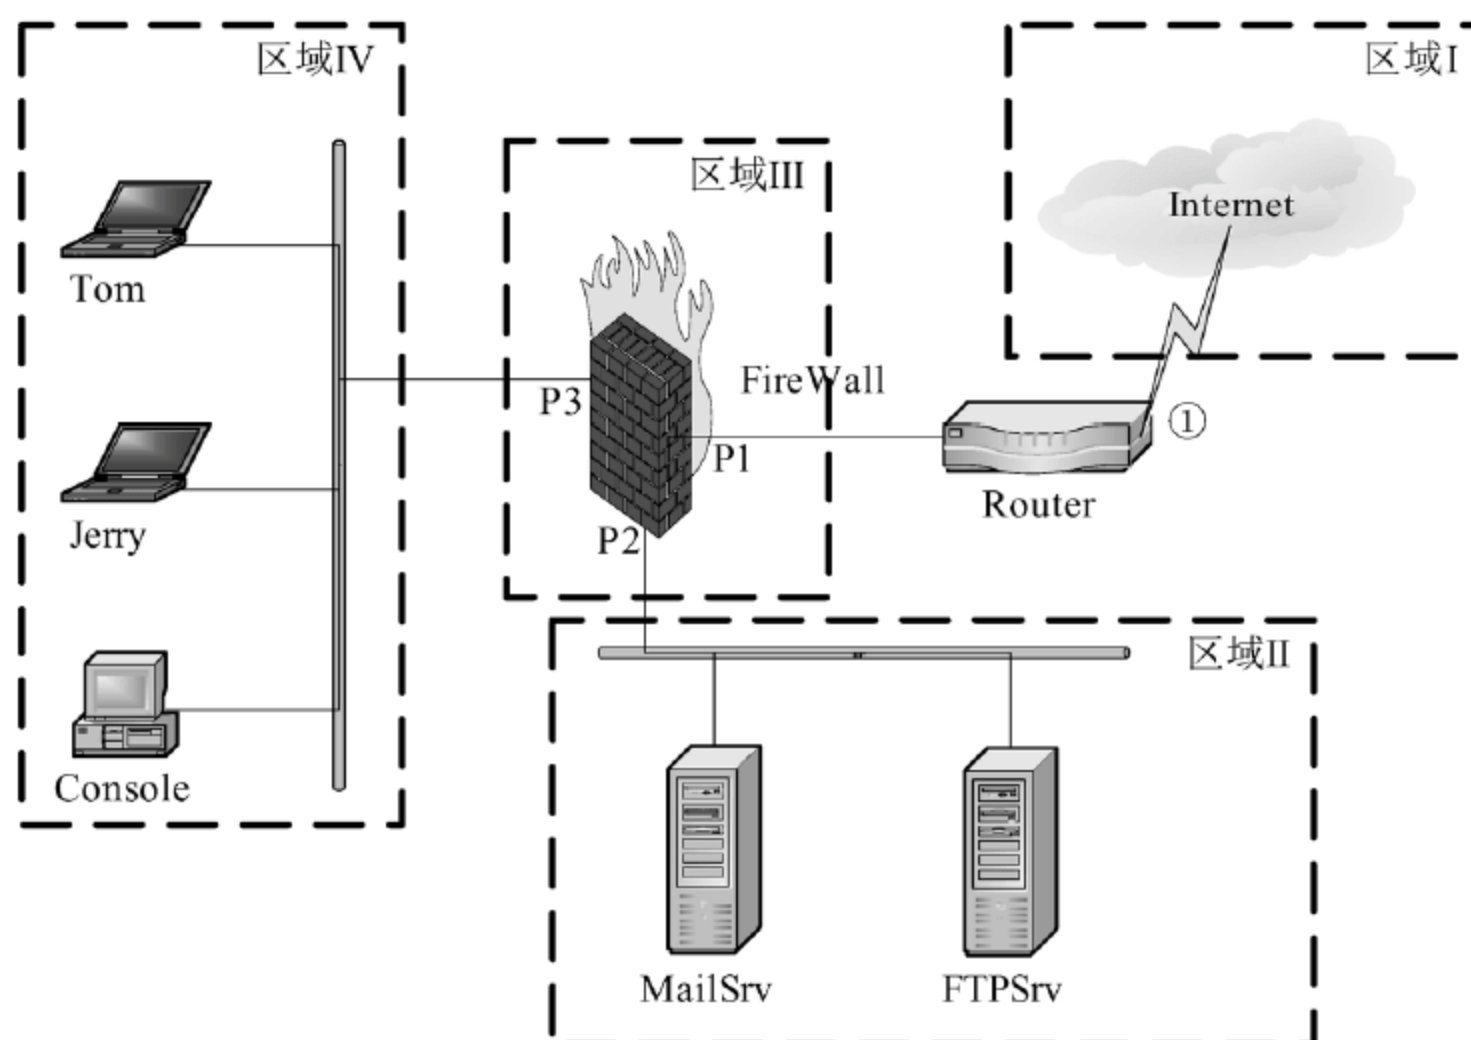 区域IV
区域I
区域III
Internet
Tom
FireWall
P3
①
P1
Router
Jerry
P2
区域II
Console
MailSrv
FTPSrv